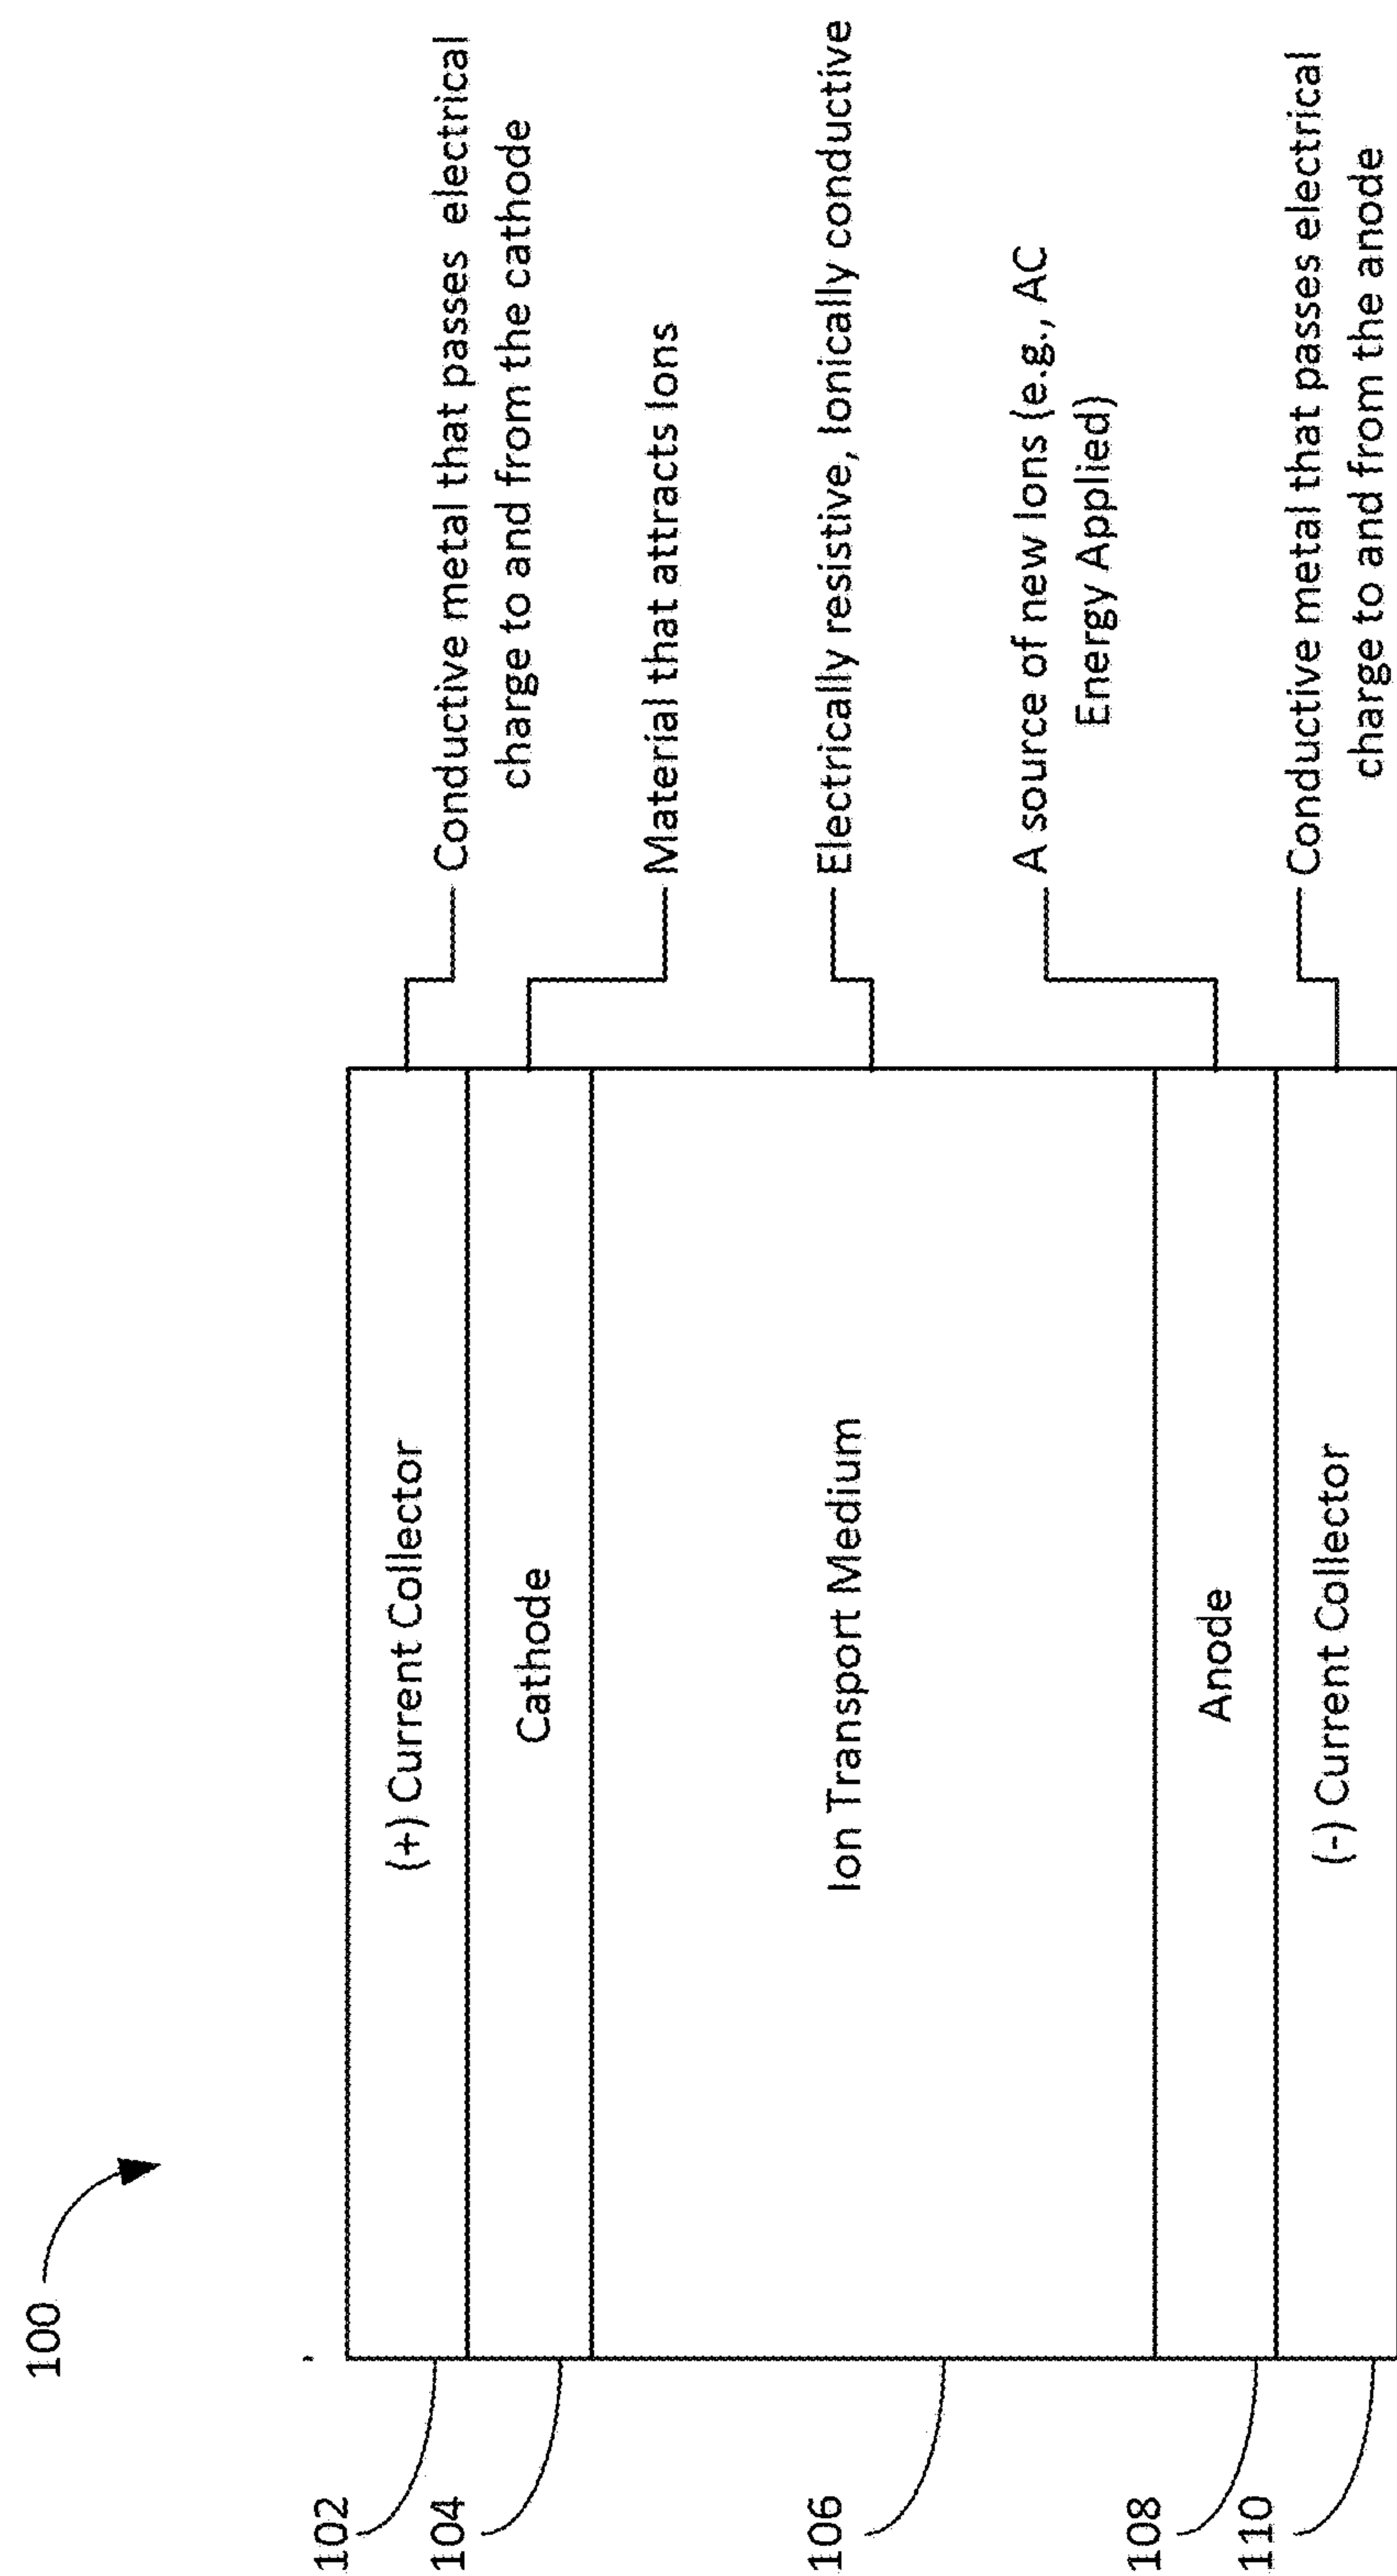 100
102
(+) Current Collector
Conductive metal that passes electrical
charge to and from the cathode
104
Cathode
Material that attracts Ions
106
Ion Transport Medium
Electrically resistive, Ionically conductive
108
Anode
A source of new Ions (e.g., AC
Energy Applied)
110
(-) Current Collector
Conductive metal that passes electrical
charge to and from the anode